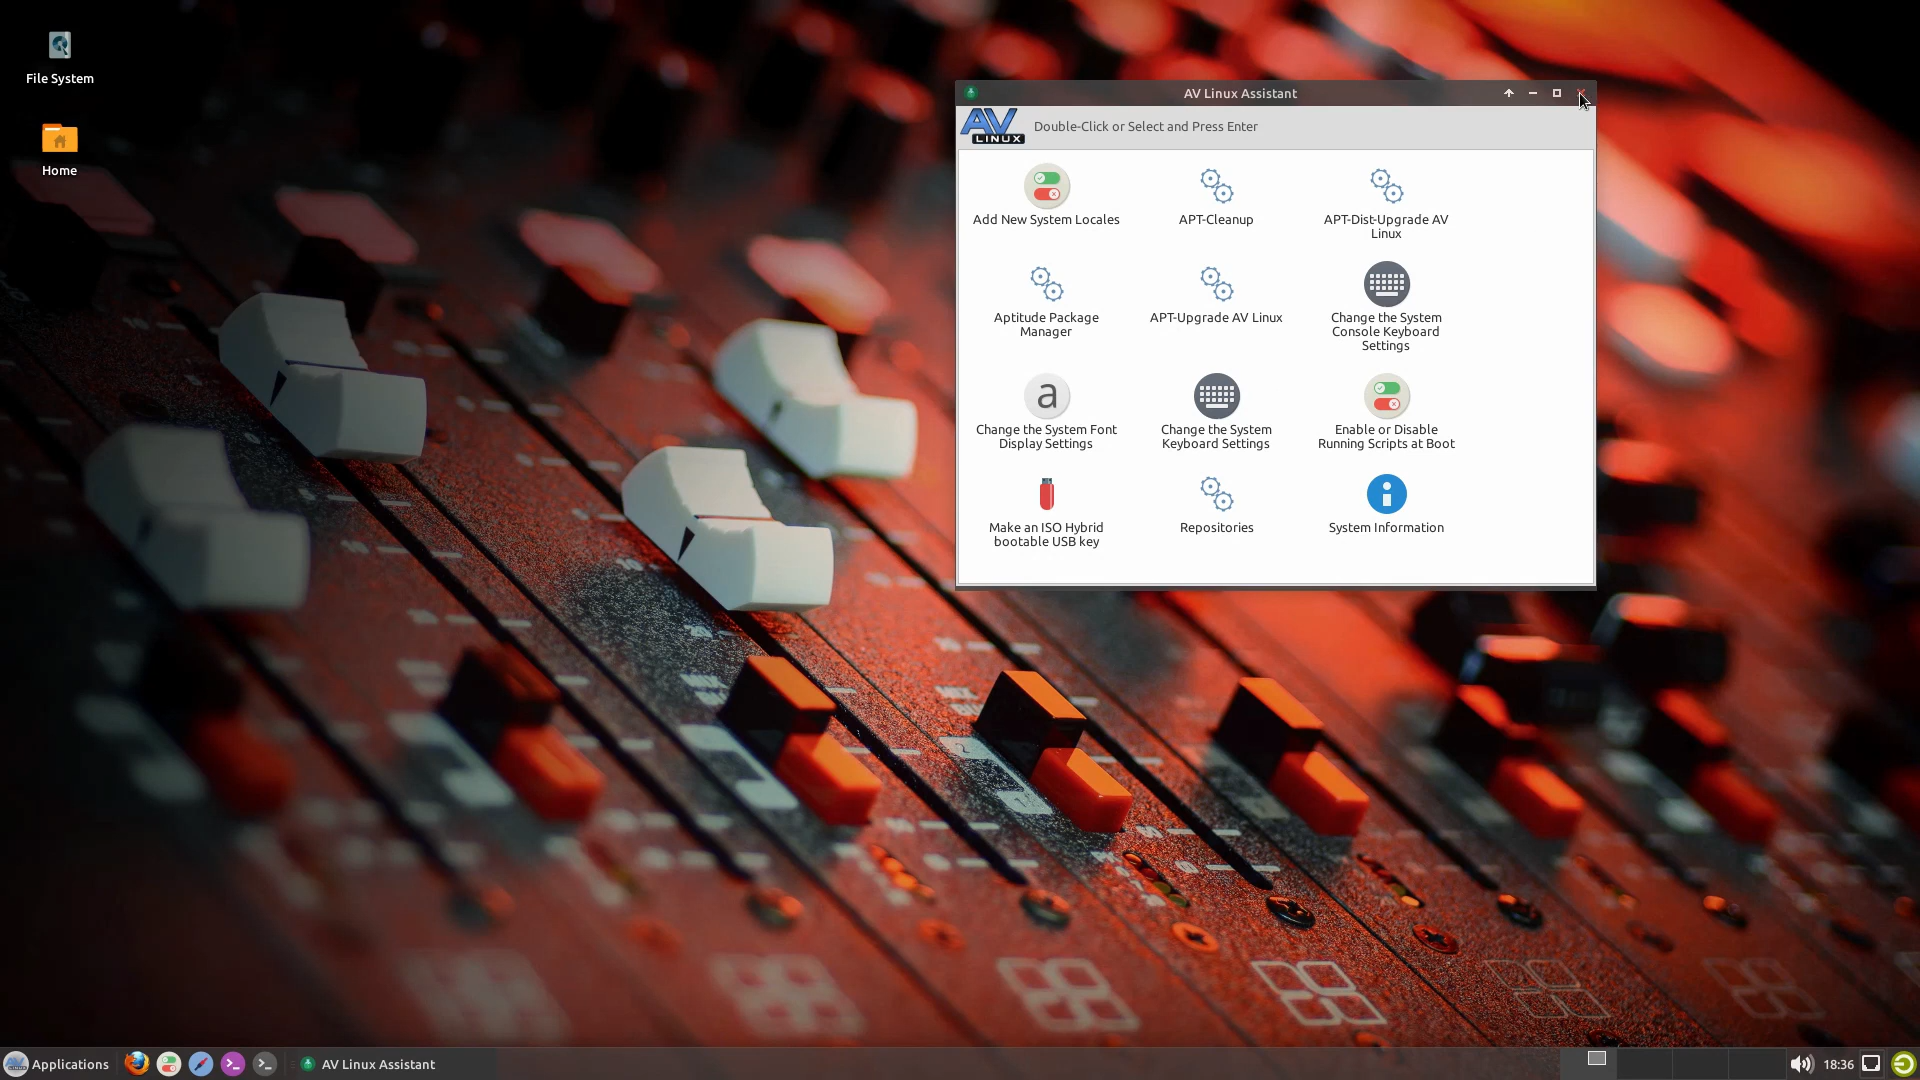 File System
Home
AV Linux Assistant
AV
LINUX
Double-Click or Select and Press Enter
Add New System Locales
APT-Cleanup
APT-Dist-Upgrade AV
Linux
Aptitude Package
Manager
APT-Upgrade AV Linux
Change the System
Console Keyboard
Settings
a
Change the System Font
Display Settings
Change the System
Keyboard Settings
Enable or Disable
Running Scripts at Boot
Make an ISO Hybrid
bootable USB key
Repositories
System Information
Applications
AV Linux Assistant
18:36